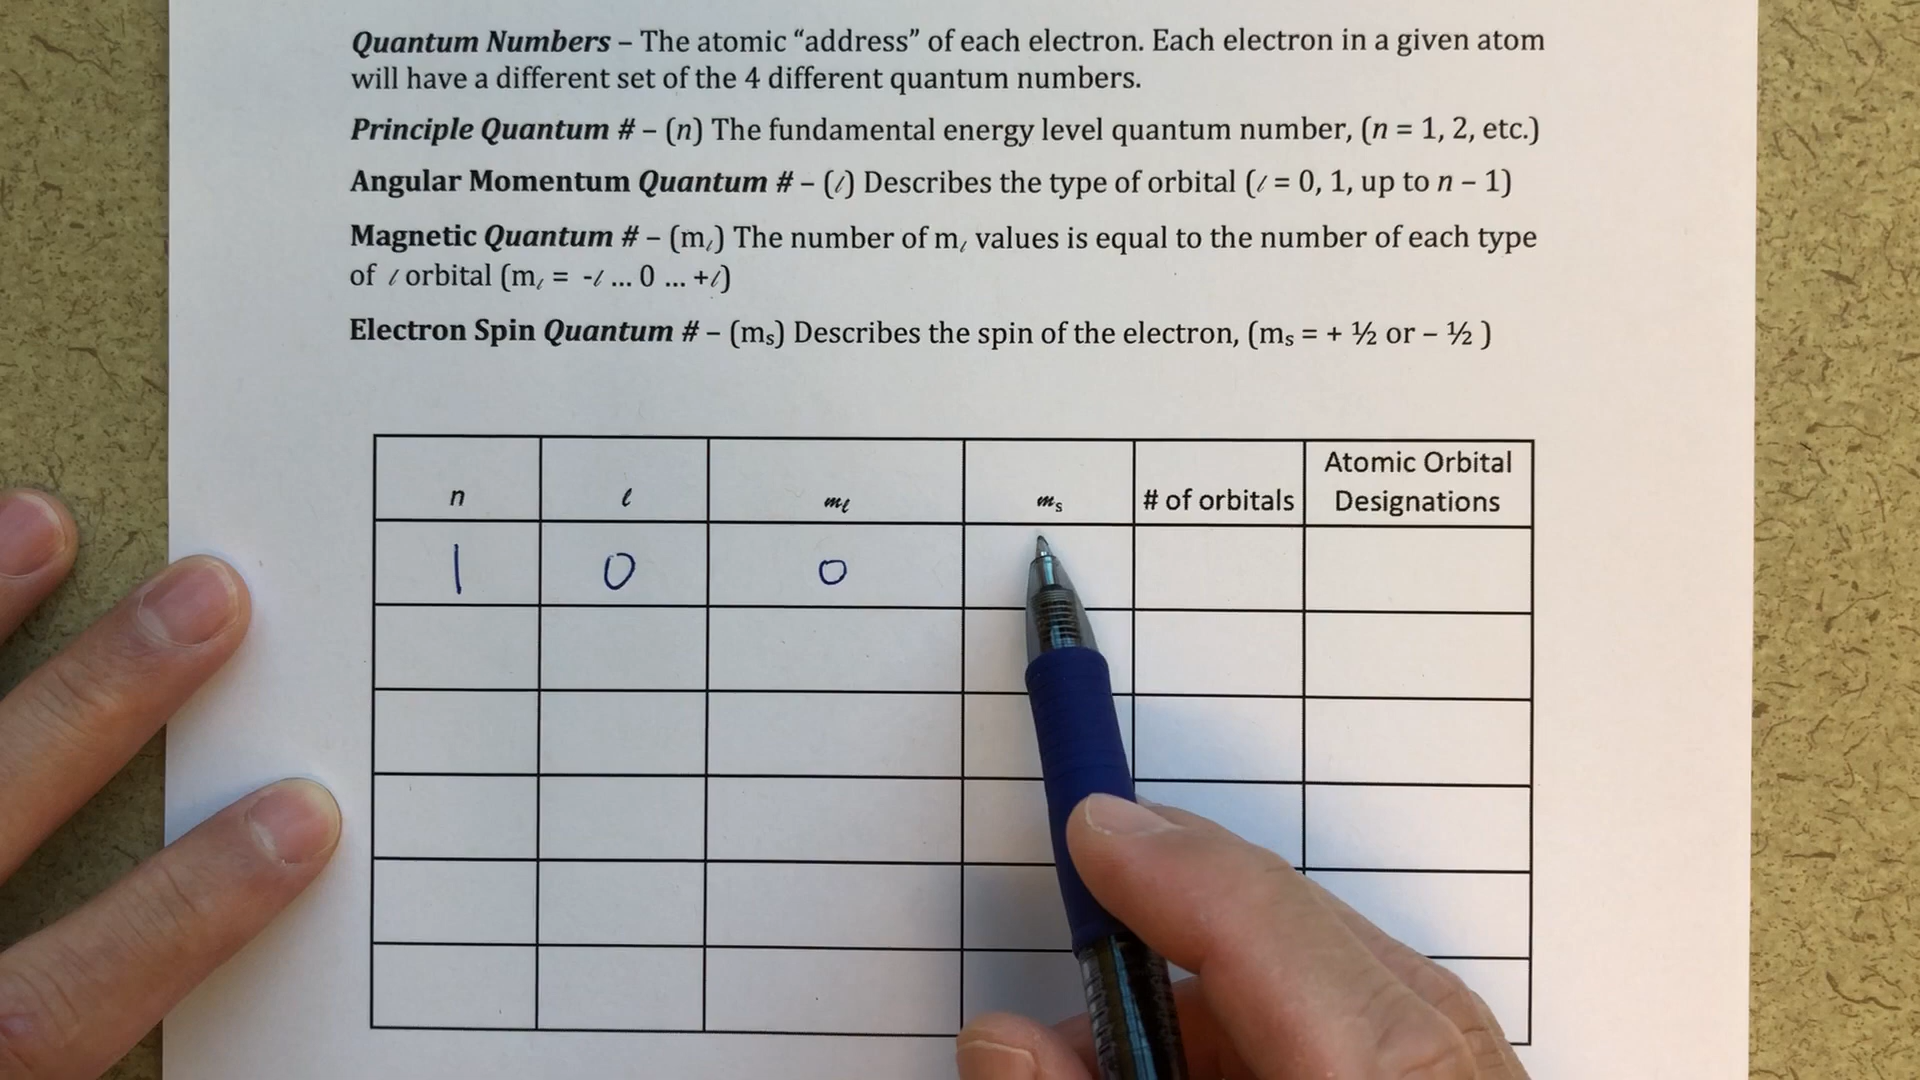 Quantum Numbers – The atomic “address” of each electron. Each electron in a given atom
will have a different set of the 4 different quantum numbers.
Principle Quantum # – (n) The fundamental energy level quantum number, (n = 1, 2, etc.)
Angular Momentum Quantum # – (ℓ) Describes the type of orbital (ℓ = 0, 1, up to n – 1)
Magnetic Quantum # – (mℓ) The number of mℓ values is equal to the number of each type
of ℓ orbital (mℓ = -ℓ ... 0 ... +ℓ)
Electron Spin Quantum # – (ms) Describes the spin of the electron, (ms = + ½ or – ½ )
n ℓ mℓ ms # of orbitals Atomic Orbital
Designations
1 0 0